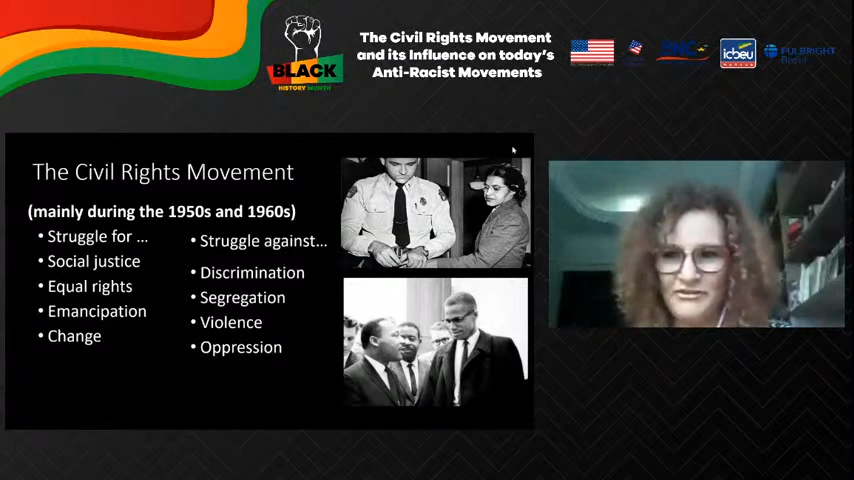 BLACK
HISTORY MONTH
The Civil Rights Movement
and its Influence on today's
Anti-Racist Movements
icbeu
MANAUS
FULBRIGHT
Brasil
The Civil Rights Movement
(mainly during the 1950s and 1960s)
• Struggle for ...
• Social justice
• Equal rights
• Emancipation
• Change
• Struggle against...
• Discrimination
• Segregation
• Violence
• Oppression